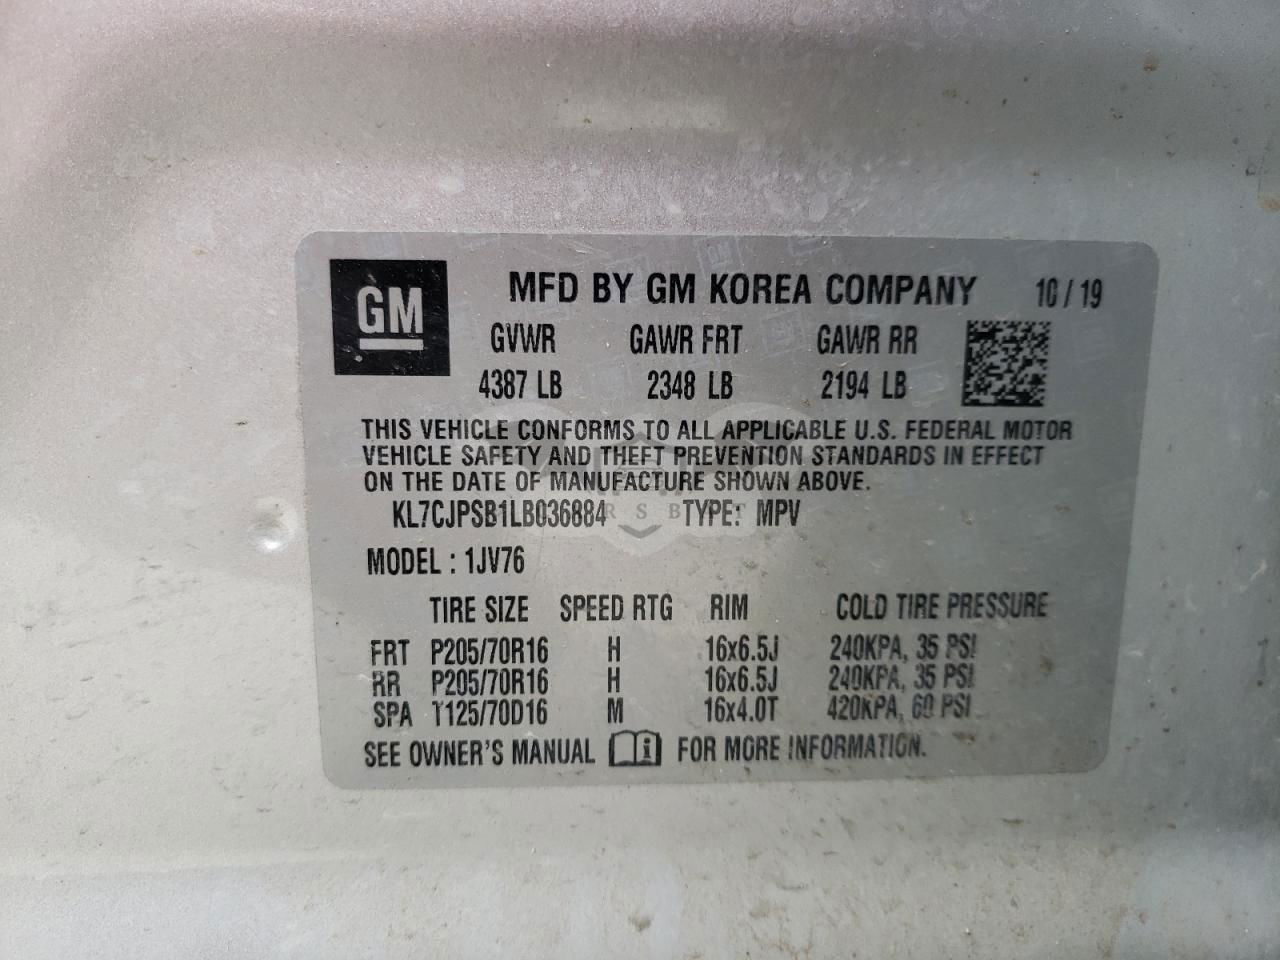 GM
MFD BY GM KOREA COMPANY 10/19
GVWR GAWR FRT GAWR RR
4387 LB 2348 LB 2194 LB
THIS VEHICLE CONFORMS TO ALL APPLICABLE U.S. FEDERAL MOTOR
VEHICLE SAFETY AND THEFT PREVENTION STANDARDS IN EFFECT
ON THE DATE OF MANUFACTURE SHOWN ABOVE.
KL7CJPSB1LB036884 TYPE: MPV
MODEL : 1JV76
TIRE SIZE SPEED RTG RIM COLD TIRE PRESSURE
FRT P205/70R16 H 16x6.5J 240KPA, 35 PSI
RR P205/70R16 H 16x6.5J 240KPA, 35 PSI
SPA T125/70D16 M 16x4.0T 420KPA, 60 PSI
SEE OWNER'S MANUAL i FOR MORE INFORMATION.